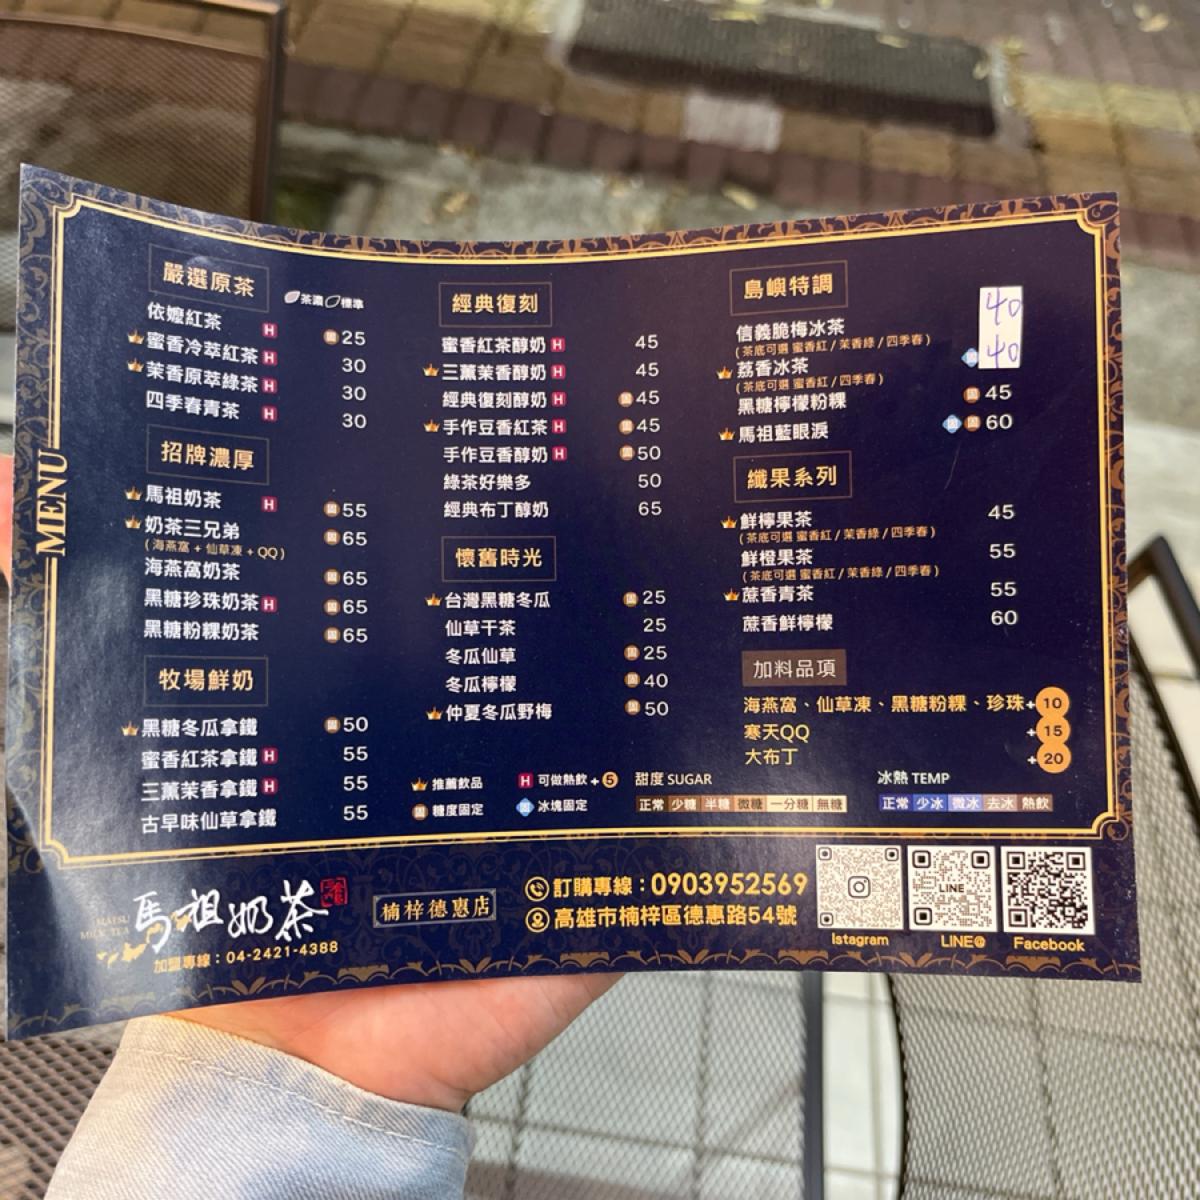 MENU
嚴選原茶
茶濃 標準
依嬤紅茶 H 固 25
蜜香冷萃紅茶 H 30
茉香原萃綠茶 H 30
四季春青茶 H 30
招牌濃厚
馬祖奶茶 H 固 55
奶茶三兄弟 固 65
(海燕窩 + 仙草凍 + QQ)
海燕窩奶茶 固 65
黑糖珍珠奶茶 H 固 65
黑糖粉粿奶茶 固 65
牧場鮮奶
黑糖冬瓜拿鐵 固 50
蜜香紅茶拿鐵 H 55
三薰茉香拿鐵 H 55
古早味仙草拿鐵 55
經典復刻
蜜香紅茶醇奶 H 45
三薰茉香醇奶 H 45
經典復刻醇奶 H 固 45
手作豆香紅茶 H 固 45
手作豆香醇奶 H 固 50
綠茶好樂多 50
經典布丁醇奶 65
懷舊時光
台灣黑糖冬瓜 固 25
仙草干茶 25
冬瓜仙草 固 25
冬瓜檸檬 固 40
仲夏冬瓜野梅 固 50
島嶼特調
信義脆梅冰茶 40
(茶底可選 蜜香紅 / 茉香綠 / 四季春)
荔香冰茶 40
(茶底可選 蜜香紅 / 四季春)
黑糖檸檬粉粿 固 45
馬祖藍眼淚 固 固 60
纖果系列
鮮檸果茶 45
(茶底可選 蜜香紅 / 茉香綠 / 四季春)
鮮橙果茶 55
(茶底可選 蜜香紅 / 茉香綠 / 四季春)
蔗香青茶 55
蔗香鮮檸檬 60
加料品項
海燕窩、仙草凍、黑糖粉粿、珍珠 +10
寒天QQ +15
大布丁 +20
推薦飲品 H 可做熱飲 +5
固 糖度固定 固 冰塊固定
甜度 SUGAR
正常 少糖 半糖 微糖 一分糖 無糖
冰熱 TEMP
正常 少冰 微冰 去冰 熱飲
MATSU
MILK TEA
馬祖奶茶
加盟專線：04-2421-4388
楠梓德惠店
訂購專線：0903952569
高雄市楠梓區德惠路54號
LINE
Istagram
LINE@
Facebook